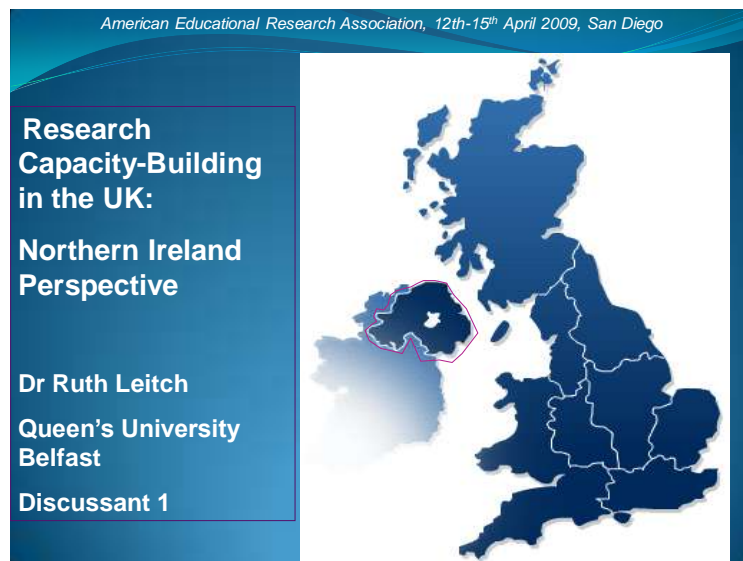 American Educational Research Association, 12th-15th April 2009, San Diego
Research
Capacity-Building
in the UK:
Northern Ireland
Perspective
Dr Ruth Leitch
Queen's University
Belfast
Discussant 1